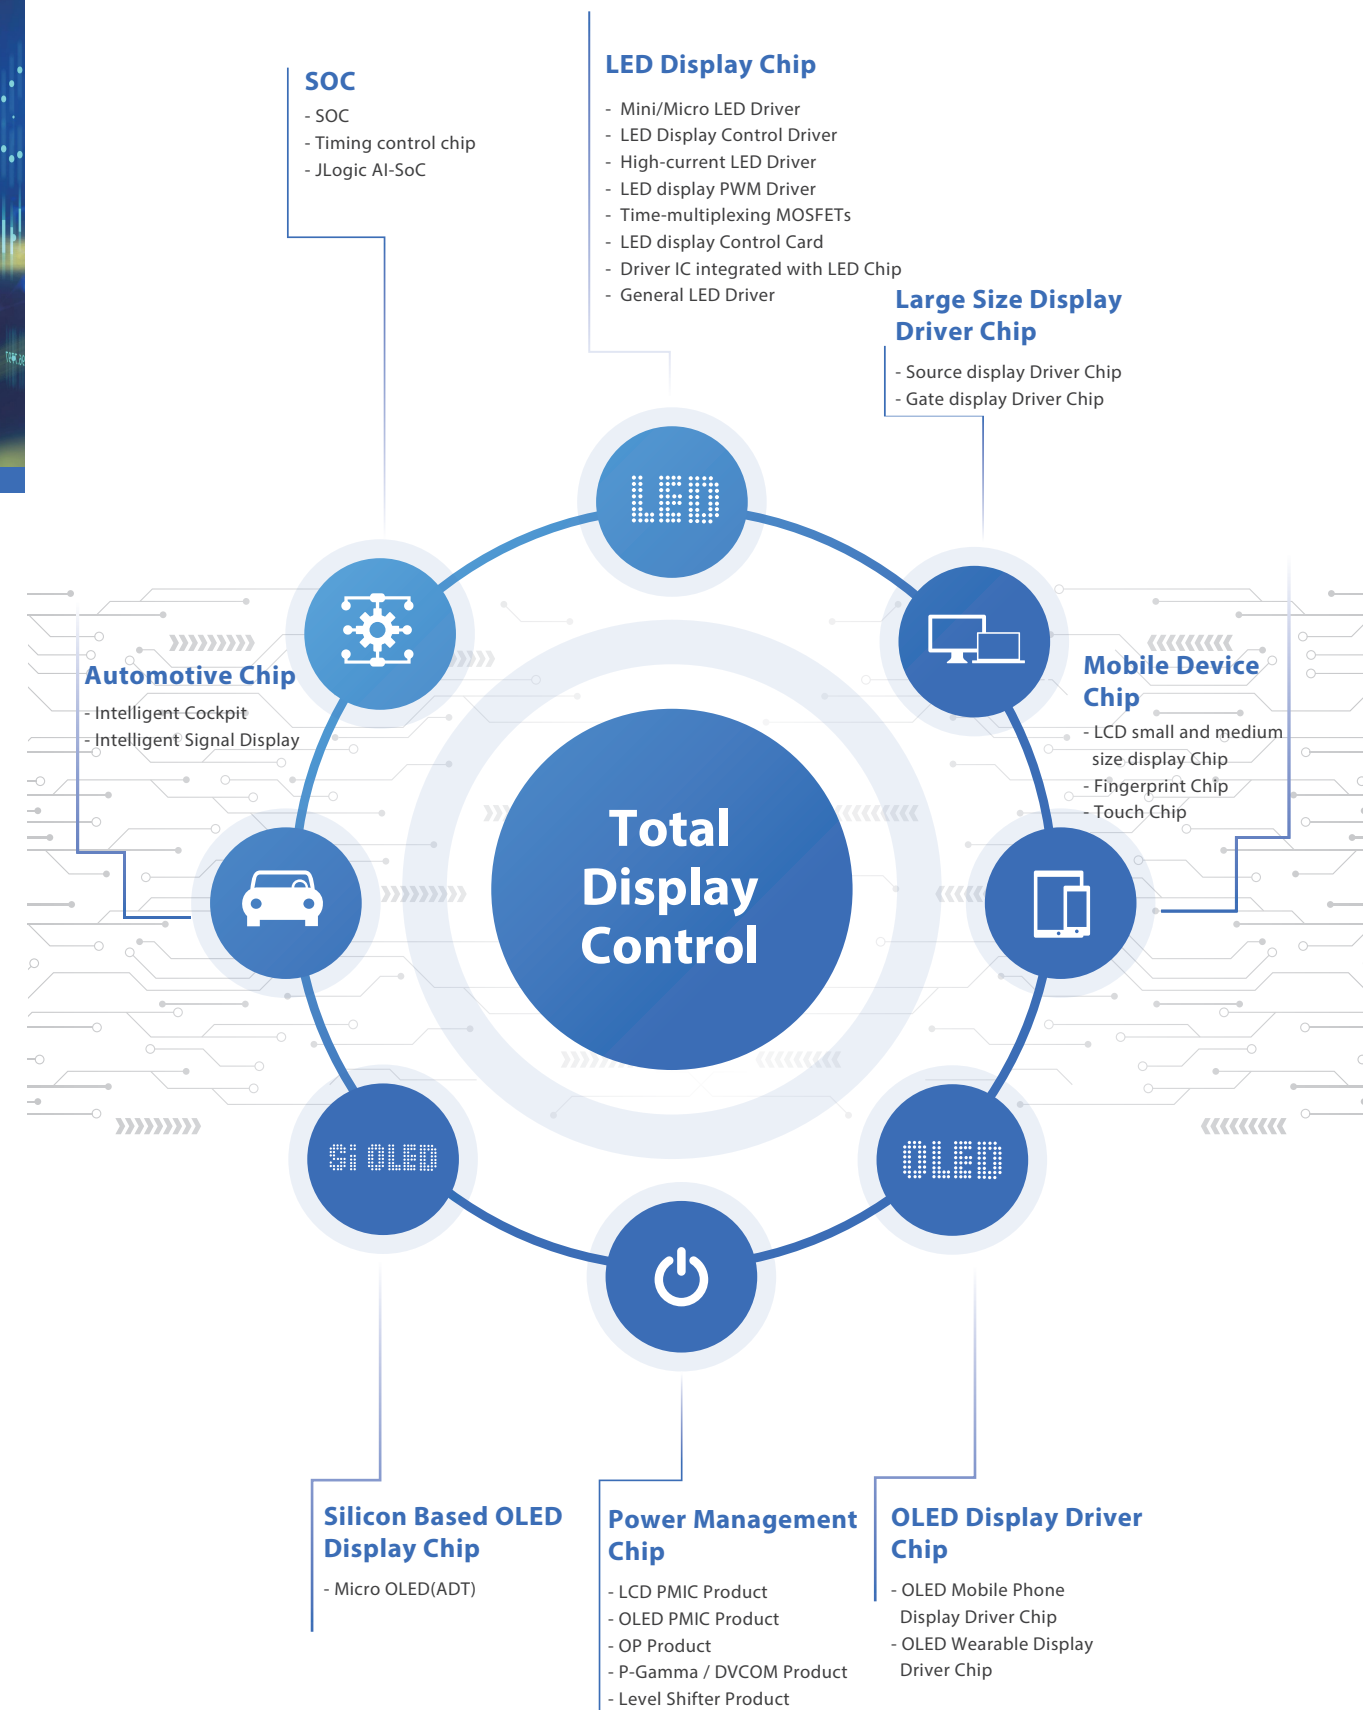 SOC
- SOC
- Timing control chip
- JLogic AI-SoC
LED Display Chip
- Mini/Micro LED Driver
- LED Display Control Driver
- High-current LED Driver
- LED display PWM Driver
- Time-multiplexing MOSFETs
- LED display Control Card
- Driver IC integrated with LED Chip
- General LED Driver
Large Size Display
Driver Chip
- Source display Driver Chip
- Gate display Driver Chip
LED
Automotive Chip
- Intelligent Cockpit
- Intelligent Signal Display
Mobile Device
Chip
- LCD small and medium
size display Chip
- Fingerprint Chip
- Touch Chip
Total
Display
Control
Si OLED
OLED
Silicon Based OLED
Display Chip
- Micro OLED(ADT)
Power Management
Chip
- LCD PMIC Product
- OLED PMIC Product
- OP Product
- P-Gamma / DVCOM Product
- Level Shifter Product
OLED Display Driver
Chip
- OLED Mobile Phone
Display Driver Chip
- OLED Wearable Display
Driver Chip